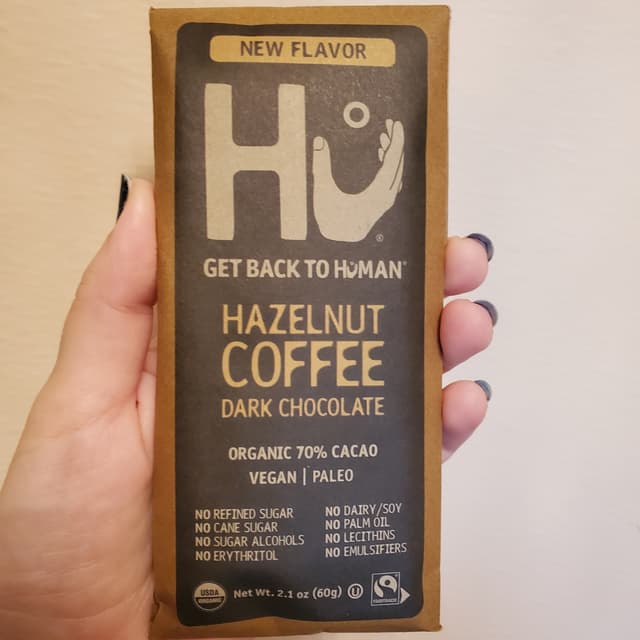 NEW FLAVOR
Hu
GET BACK TO HUMAN
HAZELNUT
COFFEE
DARK CHOCOLATE
ORGANIC 70% CACAO
VEGAN | PALEO
NO REFINED SUGAR
NO CANE SUGAR
NO SUGAR ALCOHOLS
NO ERYTHRITOL
NO DAIRY/SOY
NO PALM OIL
NO LECITHINS
NO EMULSIFIERS
USDA
ORGANIC
Net Wt. 2.1 oz (60g) U
FAIRTRADE